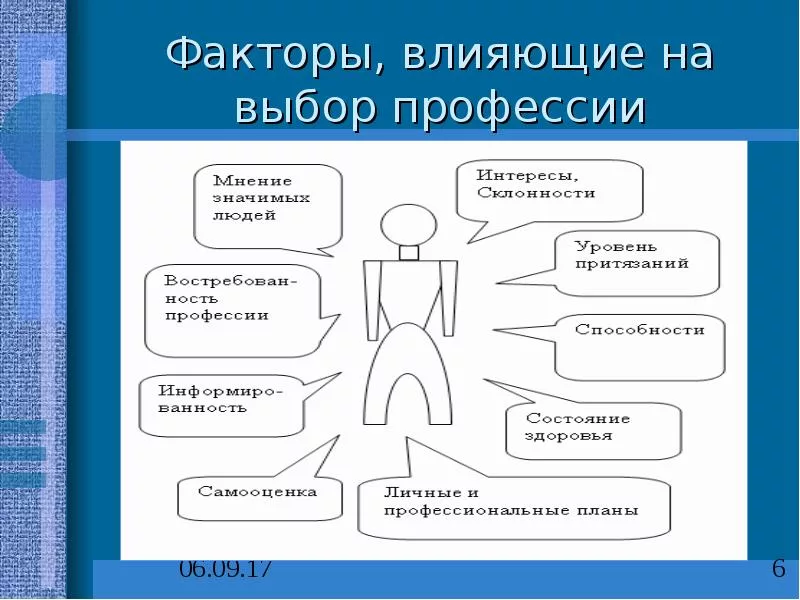 Факторы, влияющие на
выбор профессии
Мнение
значимых
людей
Интересы,
Склонности
Уровень
притязаний
Востребован-
ность
профессии
Способности
Информиро-
ванность
Состояние
здоровья
Самооценка
Личные и
профессиональные планы
06.09.17
6